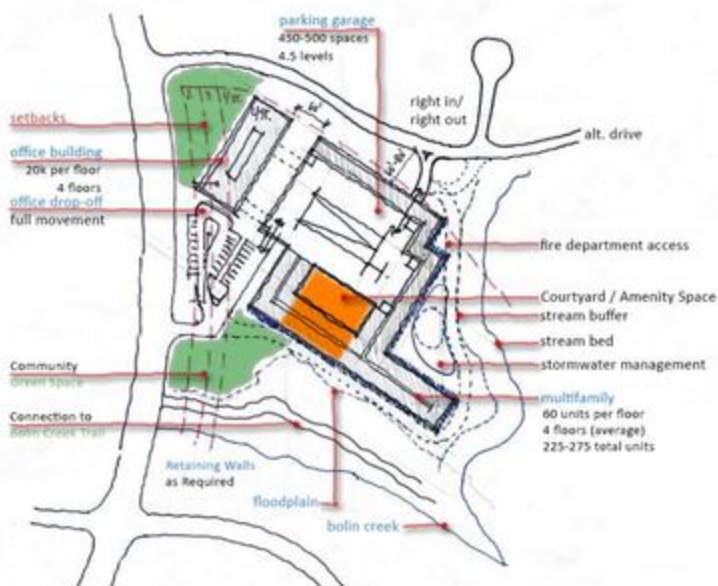 parking garage
450-500 spaces
4.5 levels
right in/
right out
alt. drive
setbacks
office building
20k per floor
4 floors
office drop-off
full movement
fire department access
Courtyard / Amenity Space
stream buffer
stream bed
stormwater management
Community
Green Space
multifamily
60 units per floor
4 floors (average)
225-275 total units
Connection to
Bolin Creek Trail
Retaining Walls
as Required
floodplain
bolin creek